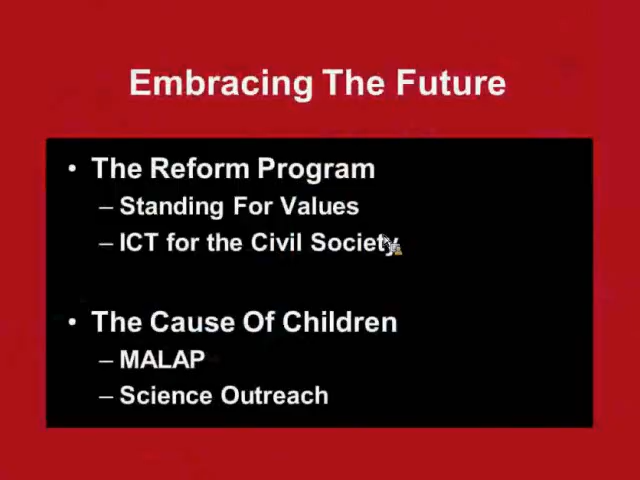 Embracing The Future
• The Reform Program
– Standing For Values
– ICT for the Civil Society
• The Cause Of Children
– MALAP
– Science Outreach